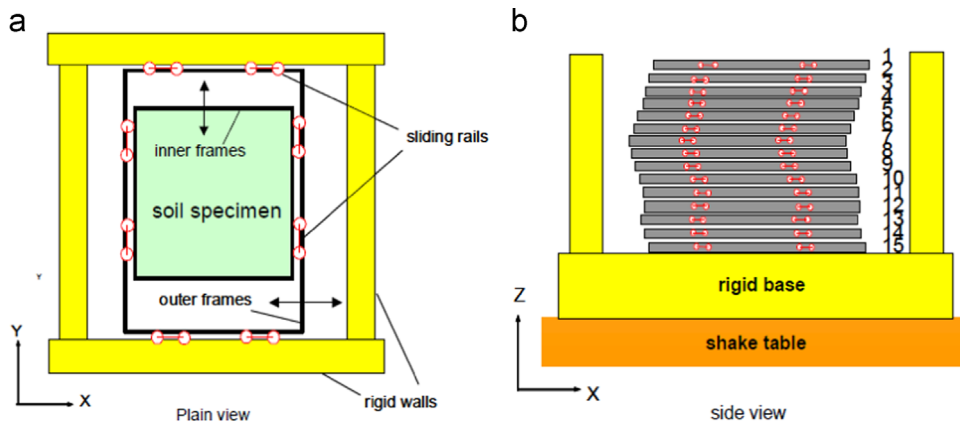 a
inner frames
sliding rails
soil specimen
Y
outer frames
Y
X
rigid walls
Plain view
b
1
2
3
4
5
6
7
8
9
10
11
12
13
14
15
rigid base
Z
shake table
X
side view